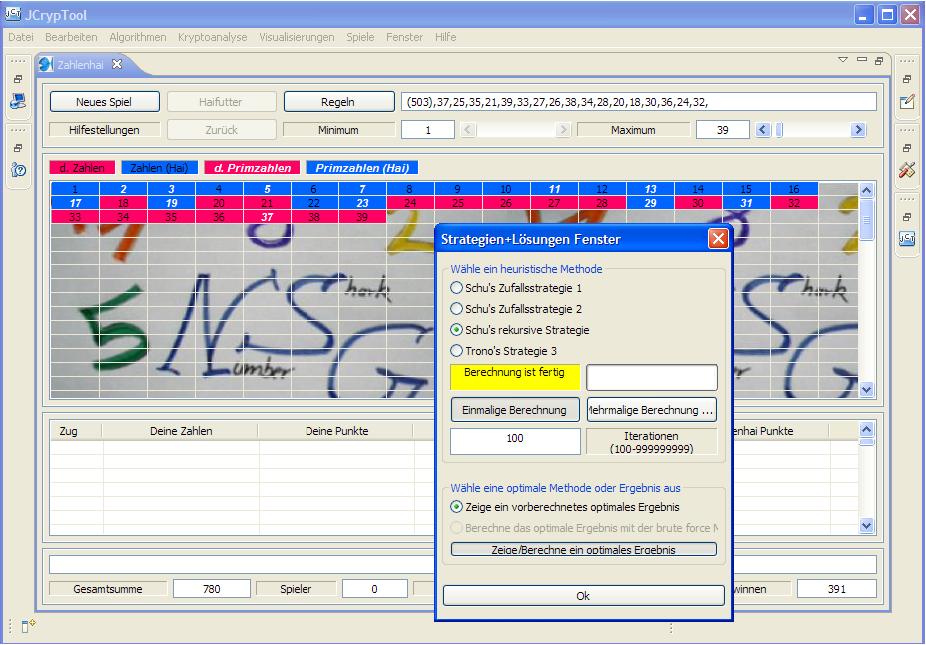 JCrypTool
Datei Bearbeiten Algorithmen Kryptoanalyse Visualisierungen Spiele Fenster Hilfe
Zahlenhai
Neues Spiel Haifutter Regeln (503),37,25,35,21,39,33,27,26,38,34,28,20,18,30,36,24,32,
Hilfestellungen Zurück Minimum 1 Maximum 39
d. Zahlen Zahlen (Hai) d. Primzahlen Primzahlen (Hai)
1 2 3 4 5 6 7 8 9 10 11 12 13 14 15 16
17 18 19 20 21 22 23 24 25 26 27 28 29 30 31 32
33 34 35 36 37 38 39
Number Shark
Strategien+Lösungen Fenster
Wähle ein heuristische Methode
Schu's Zufallsstrategie 1
Schu's Zufallsstrategie 2
Schu's rekursive Strategie
Trono's Strategie 3
Berechnung ist fertig
Einmalige Berechnung Mehrmalige Berechnung ...
100 Iterationen
(100-999999999)
Wähle eine optimale Methode oder Ergebnis aus
Zeige ein vorberechnetes optimales Ergebnis
Berechne das optimale Ergebnis mit der brute force M
Zeige/Berechne ein optimales Ergebnis
Ok
Zug Deine Zahlen Deine Punkte enhai Punkte
Gesamtsumme 780 Spieler 0 winnen 391
JCT